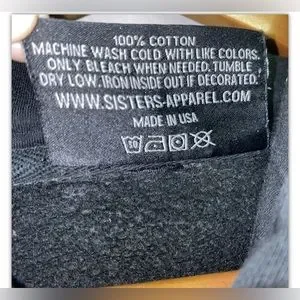 100% COTTON
MACHINE WASH COLD WITH LIKE COLORS.
ONLY BLEACH WHEN NEEDED. TUMBLE
DRY LOW. IRON INSIDE OUT IF DECORATED.
WWW.SISTERS-APPAREL.COM
MADE IN USA
30